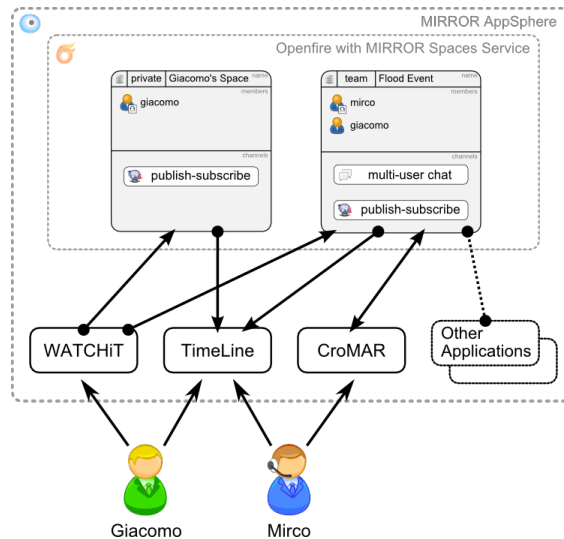 MIRROR AppSphere
Openfire with MIRROR Spaces Service
private Giacomo's Space name
members
giacomo
channels
publish-subscribe
team Flood Event name
members
mirco
giacomo
channels
multi-user chat
publish-subscribe
WATCHiT
TimeLine
CroMAR
Other
Applications
Giacomo
Mirco